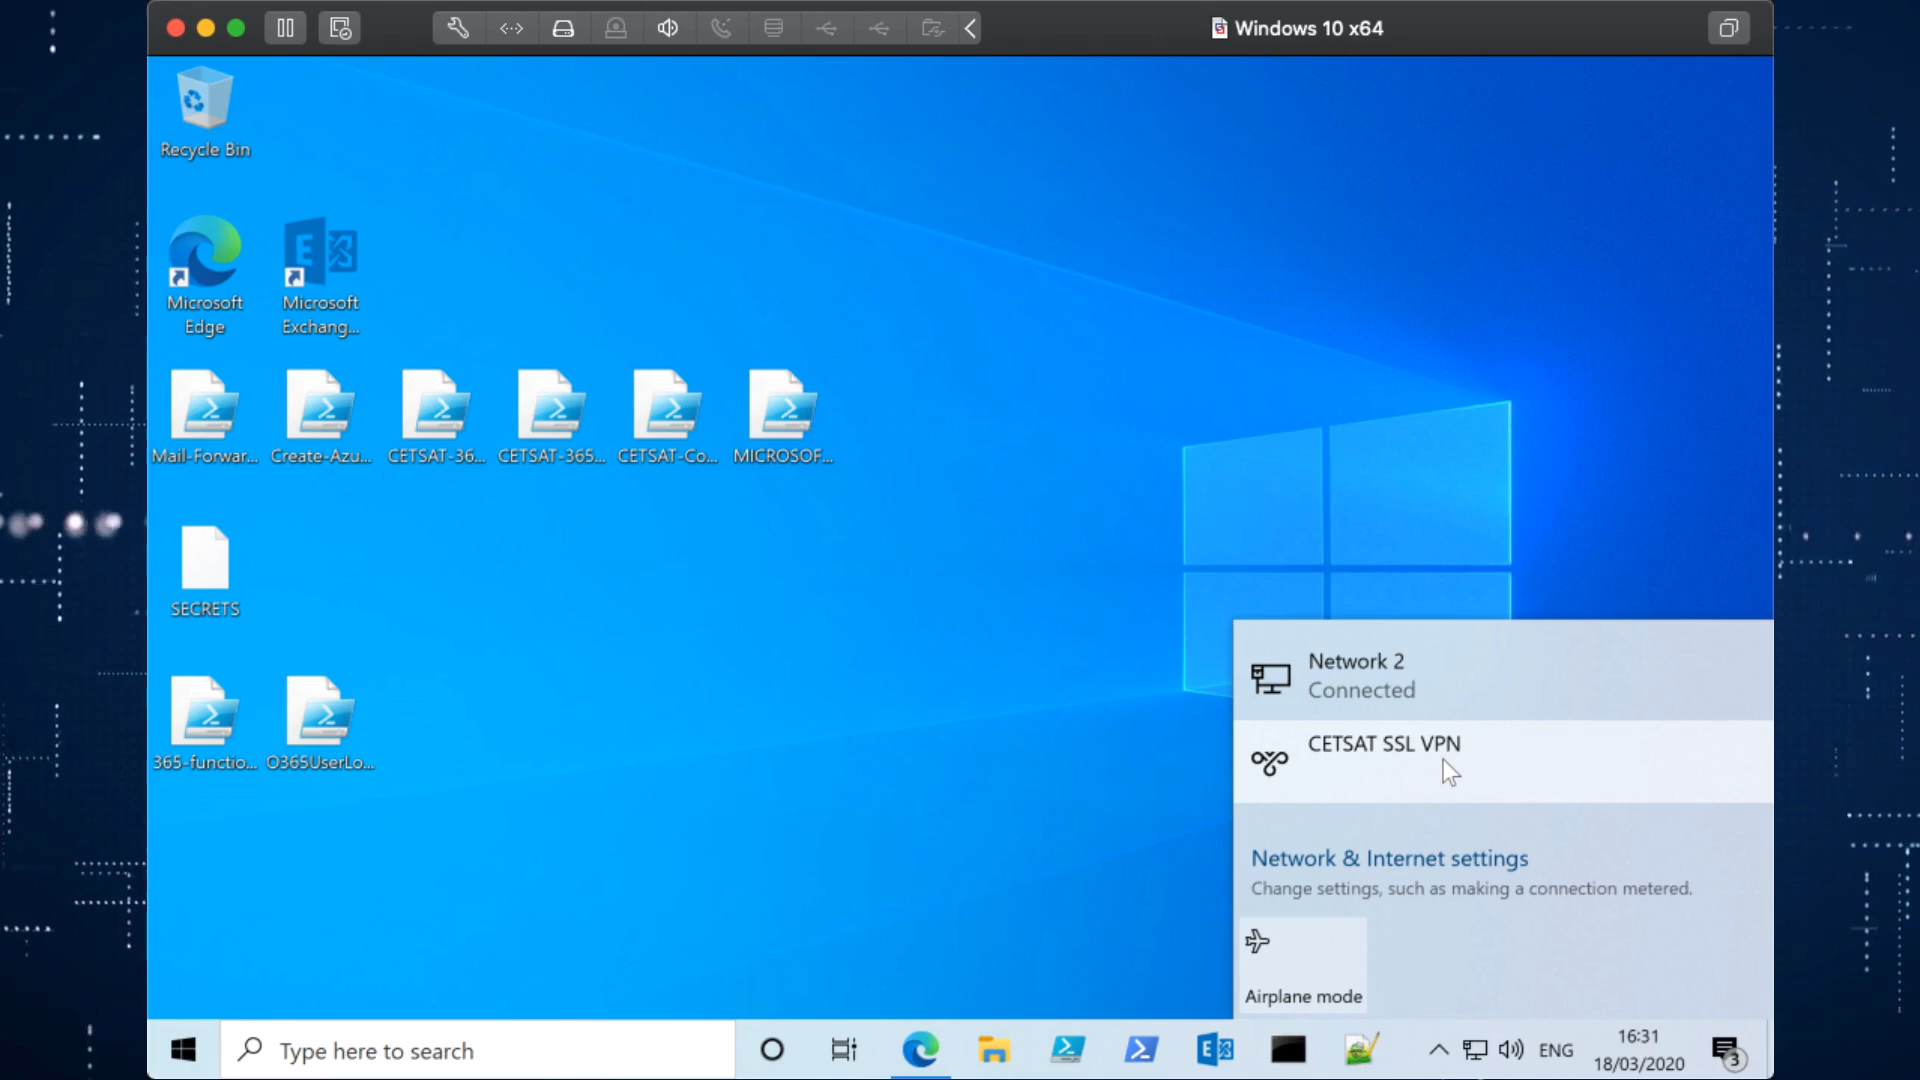 Windows 10 x64
Recycle Bin
Microsoft
Edge
Microsoft
Exchang...
Mail-Forwar...
Create-Azu...
CETSAT-36...
CETSAT-365...
CETSAT-Co...
MICROSOF...
SECRETS
365-functio...
O365UserLo...
Network 2
Connected
CETSAT SSL VPN
Network & Internet settings
Change settings, such as making a connection metered.
Airplane mode
Type here to search
ENG
16:31
18/03/2020
3